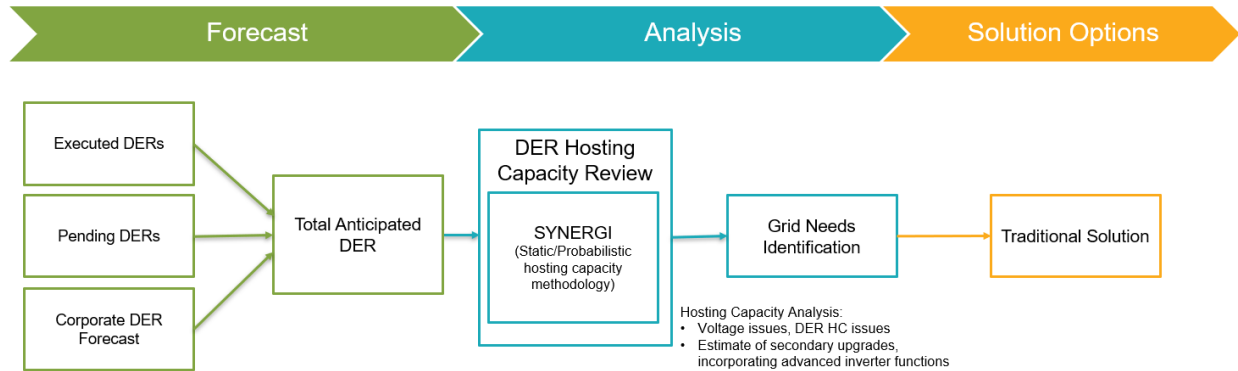 Forecast
Analysis
Solution Options
Executed DERs
Pending DERs
Corporate DER
Forecast
Total Anticipated
DER
DER Hosting
Capacity Review
SYNERGI
(Static/Probabilistic
hosting capacity
methodology)
Grid Needs
Identification
Traditional Solution
Hosting Capacity Analysis:
• Voltage issues, DER HC issues
• Estimate of secondary upgrades,
incorporating advanced inverter functions